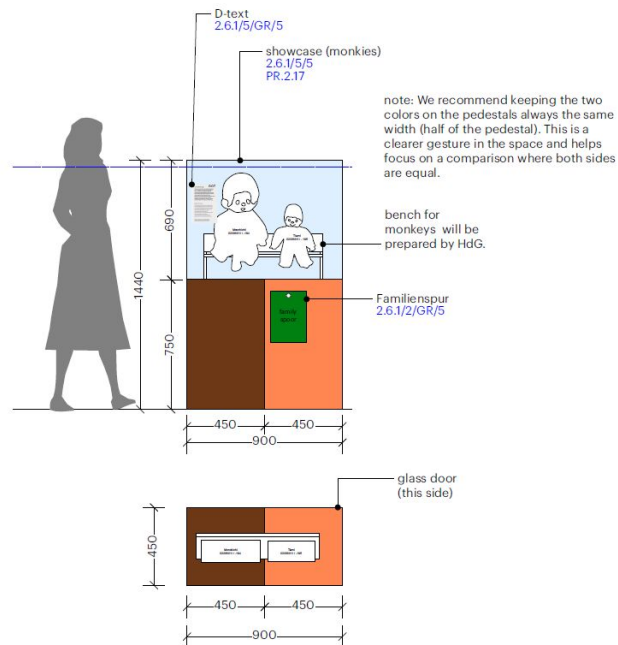 D-text
2.6.1/5/GR/5
showcase (monkies)
2.6.1/5/5
PR.2.17
note: We recommend keeping the two
colors on the pedestals always the same
width (half of the pedestal). This is a
clearer gesture in the space and helps
focus on a comparison where both sides
are equal.
bench for
monkeys will be
prepared by HdG.
Familienspur
2.6.1/2/GR/5
family
space
690
1440
750
450
450
900
glass door
(this side)
450
450
450
900